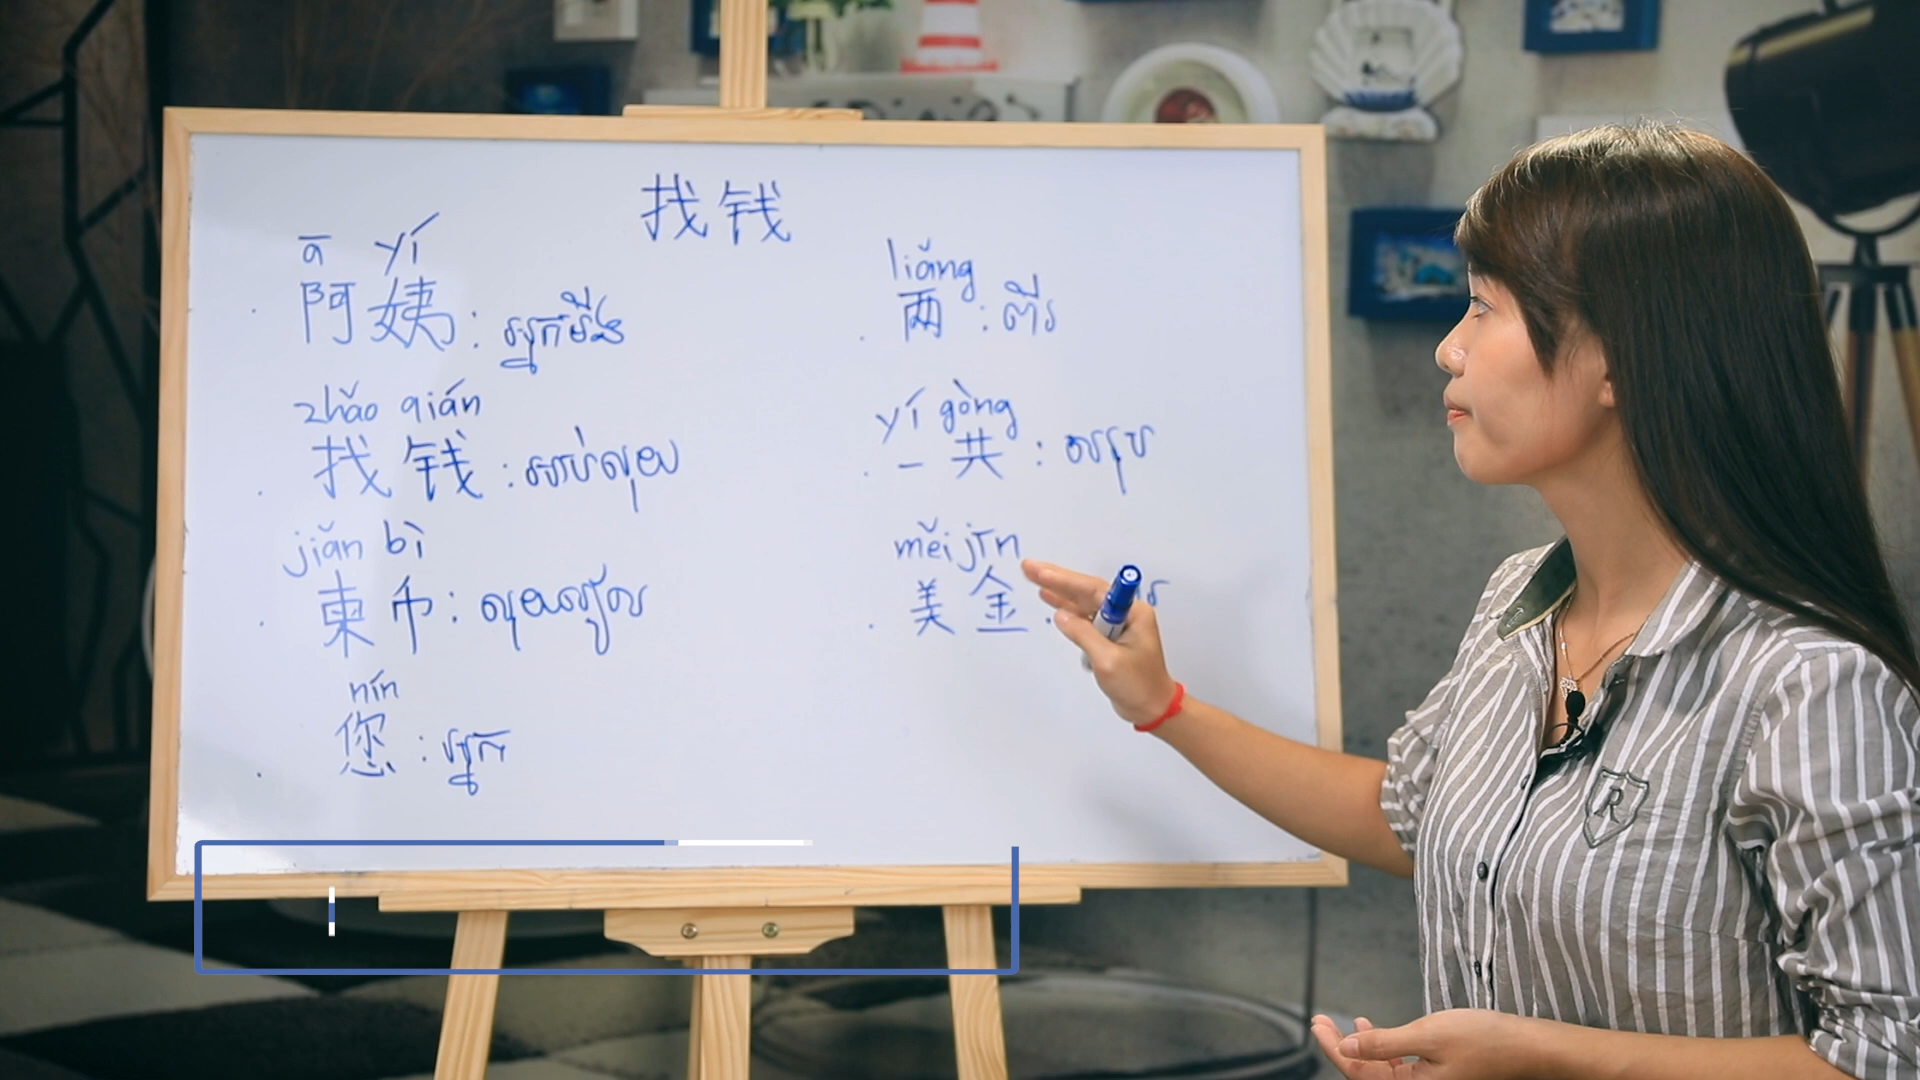 找钱
ā yí
阿姨: អ្នកមីង
zhǎo qián
找钱: អាប់លុយ
jiǎn bì
柬币: លុយរៀល
nín
您: អ្នក
liǎng
两: ពីរ
yí gòng
一共: សរុប
měi jīn
美金:
R